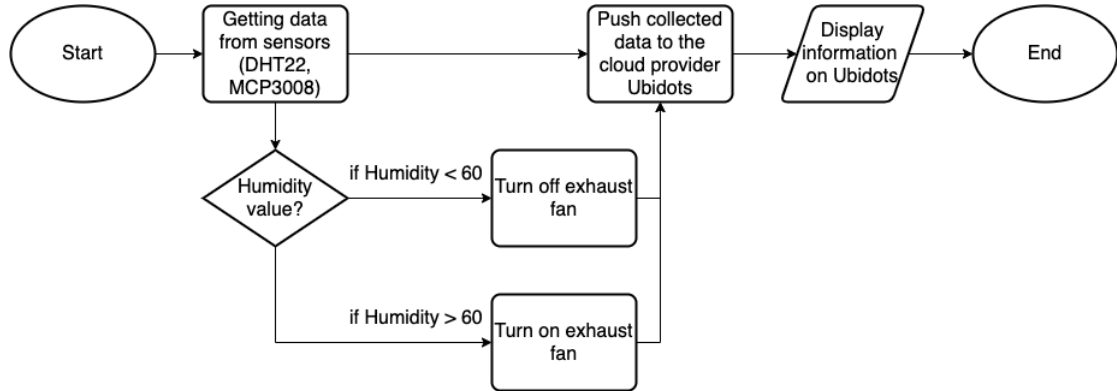 Start
Getting data
from sensors
(DHT22,
MCP3008)
Push collected
data to the
cloud provider
Ubidots
Display
information
on Ubidots
End
Humidity
value?
if Humidity < 60
Turn off exhaust
fan
if Humidity > 60
Turn on exhaust
fan